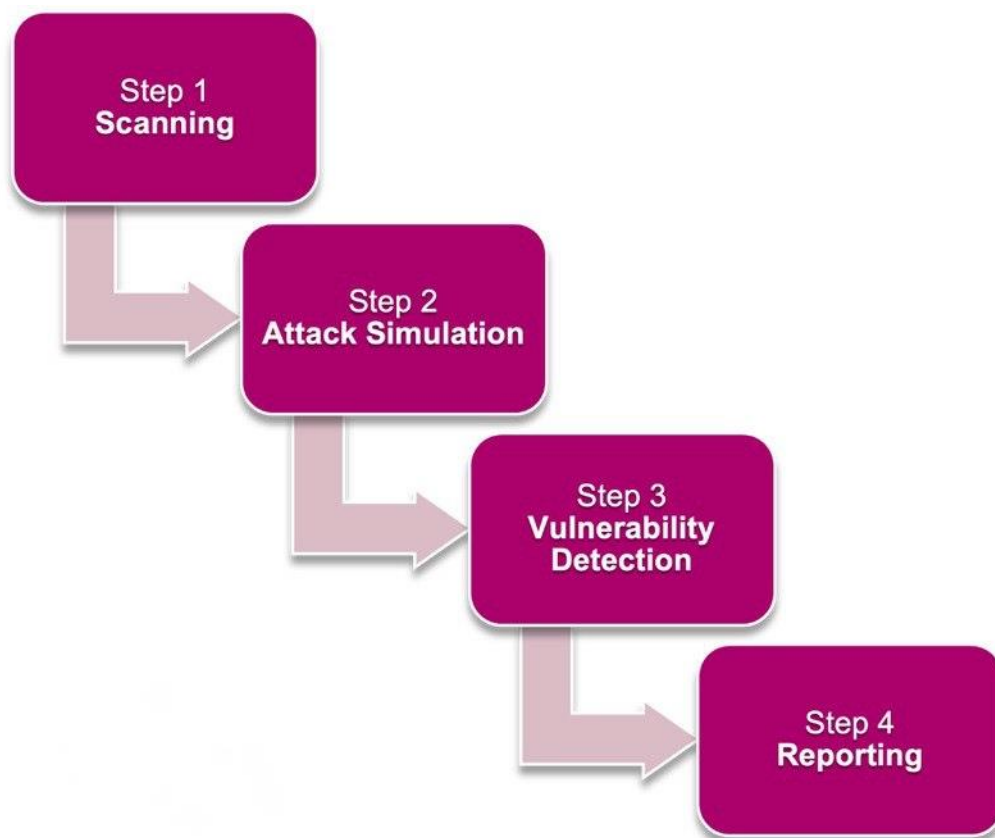 Step 1
Scanning
Step 2
Attack Simulation
Step 3
Vulnerability
Detection
Step 4
Reporting